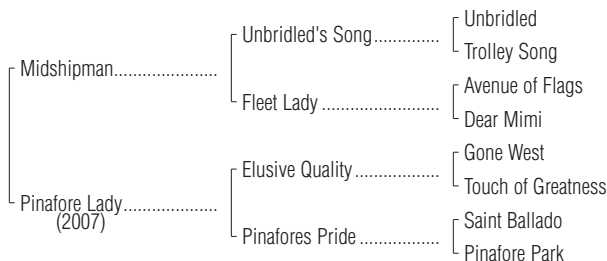 Unbridled
Unbridled's Song..............
Trolley Song
Midshipman.....................
Avenue of Flags
Fleet Lady ........................
Dear Mimi
Gone West
Elusive Quality .................
Touch of Greatness
Pinafore Lady...................
(2007)
Saint Ballado
Pinafores Pride ................
Pinafore Park